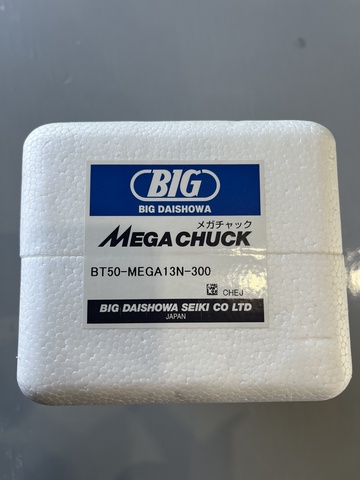 BIG
BIG DAISHOWA
メガチャック
MEGA CHUCK
BT50-MEGA13N-300
CHEJ
BIG DAISHOWA SEIKI CO LTD
JAPAN